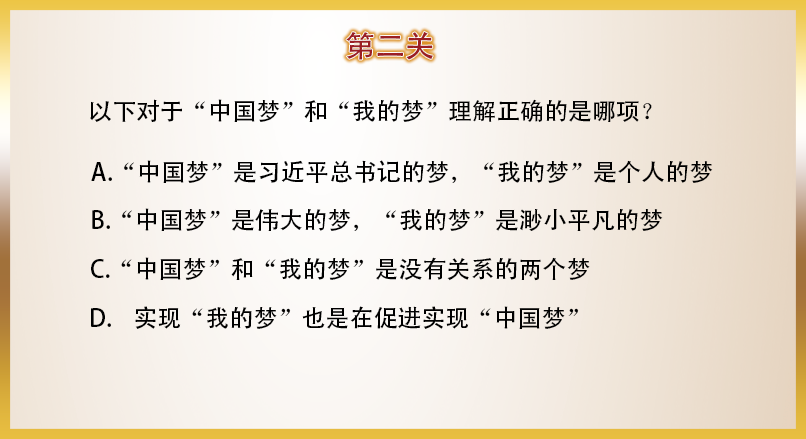 第二关
以下对于“中国梦”和“我的梦”理解正确的是哪项？
A.“中国梦”是习近平总书记的梦，“我的梦”是个人的梦
B.“中国梦”是伟大的梦，“我的梦”是渺小平凡的梦
C.“中国梦”和“我的梦”是没有关系的两个梦
D. 实现“我的梦”也是在促进实现“中国梦”